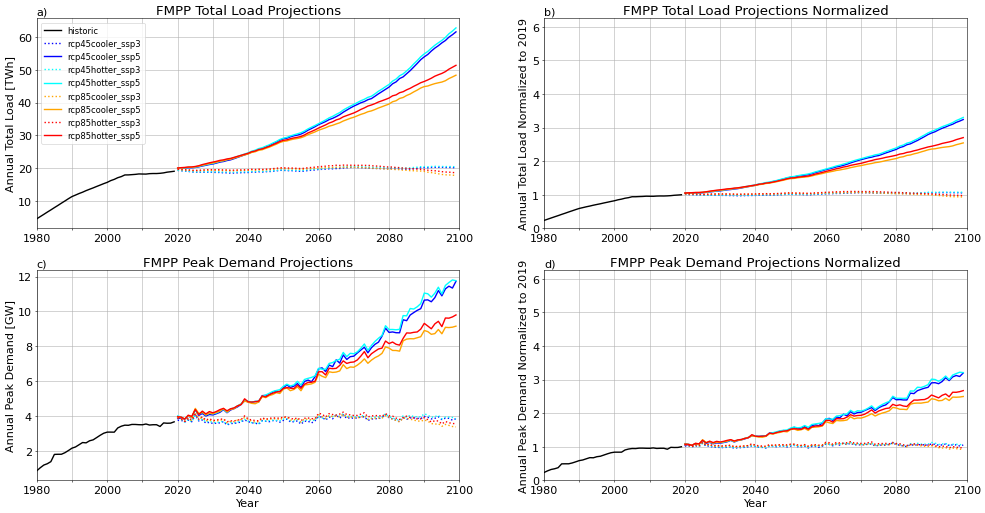 a)
FMPP Total Load Projections
Annual Total Load [TWh]
60
50
40
30
20
10
historic
rcp45cooler_ssp3
rcp45cooler_ssp5
rcp45hotter_ssp3
rcp45hotter_ssp5
rcp85cooler_ssp3
rcp85cooler_ssp5
rcp85hotter_ssp3
rcp85hotter_ssp5
1980 2000 2020 2040 2060 2080 2100
b)
FMPP Total Load Projections Normalized
Annual Total Load Normalized to 2019
6
5
4
3
2
1
0
1980 2000 2020 2040 2060 2080 2100
c)
FMPP Peak Demand Projections
Annual Peak Demand [GW]
12
10
8
6
4
2
1980 2000 2020 2040 2060 2080 2100
Year
d)
FMPP Peak Demand Projections Normalized
Annual Peak Demand Normalized to 2019
6
5
4
3
2
1
0
1980 2000 2020 2040 2060 2080 2100
Year